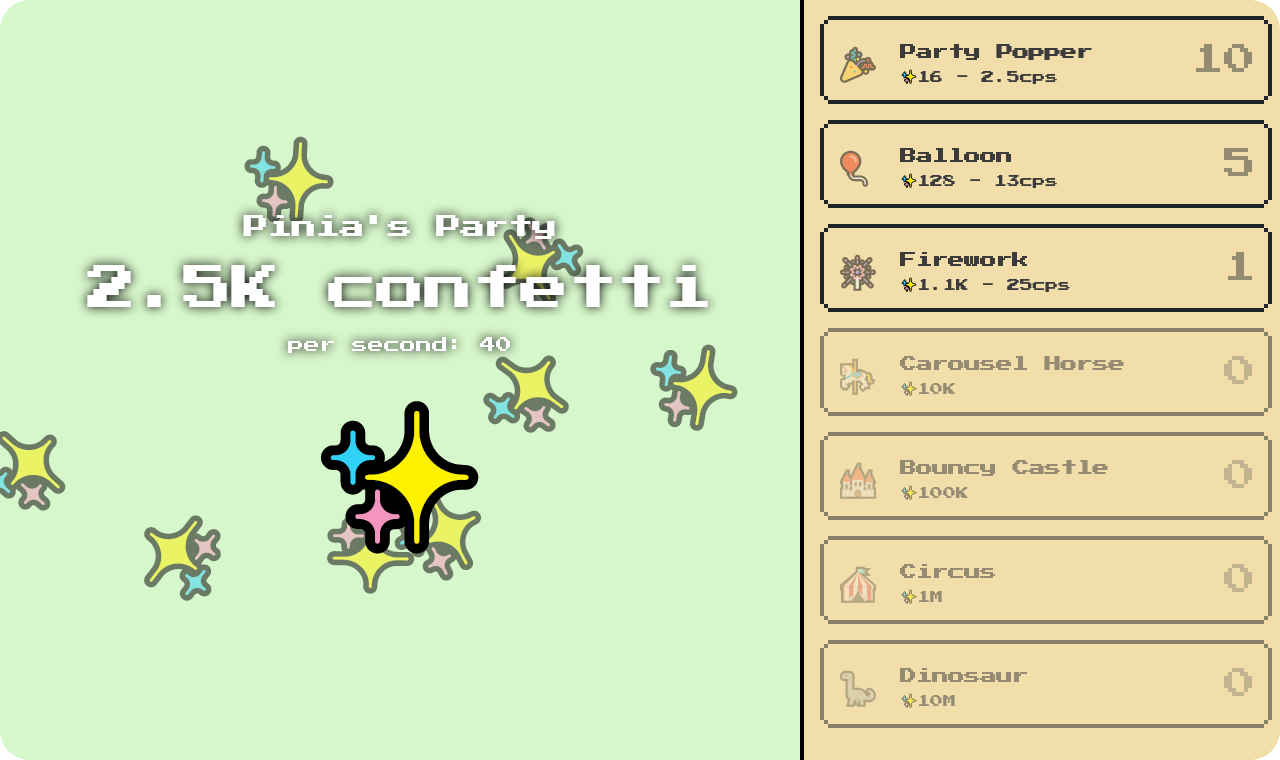 Pinia's Party
2.5K confetti
per second: 40
Party Popper
16 - 2.5cps
10
Balloon
128 - 13cps
5
Firework
1.1K - 25cps
1
Carousel Horse
10K
0
Bouncy Castle
100K
0
Circus
1M
0
Dinosaur
10M
0